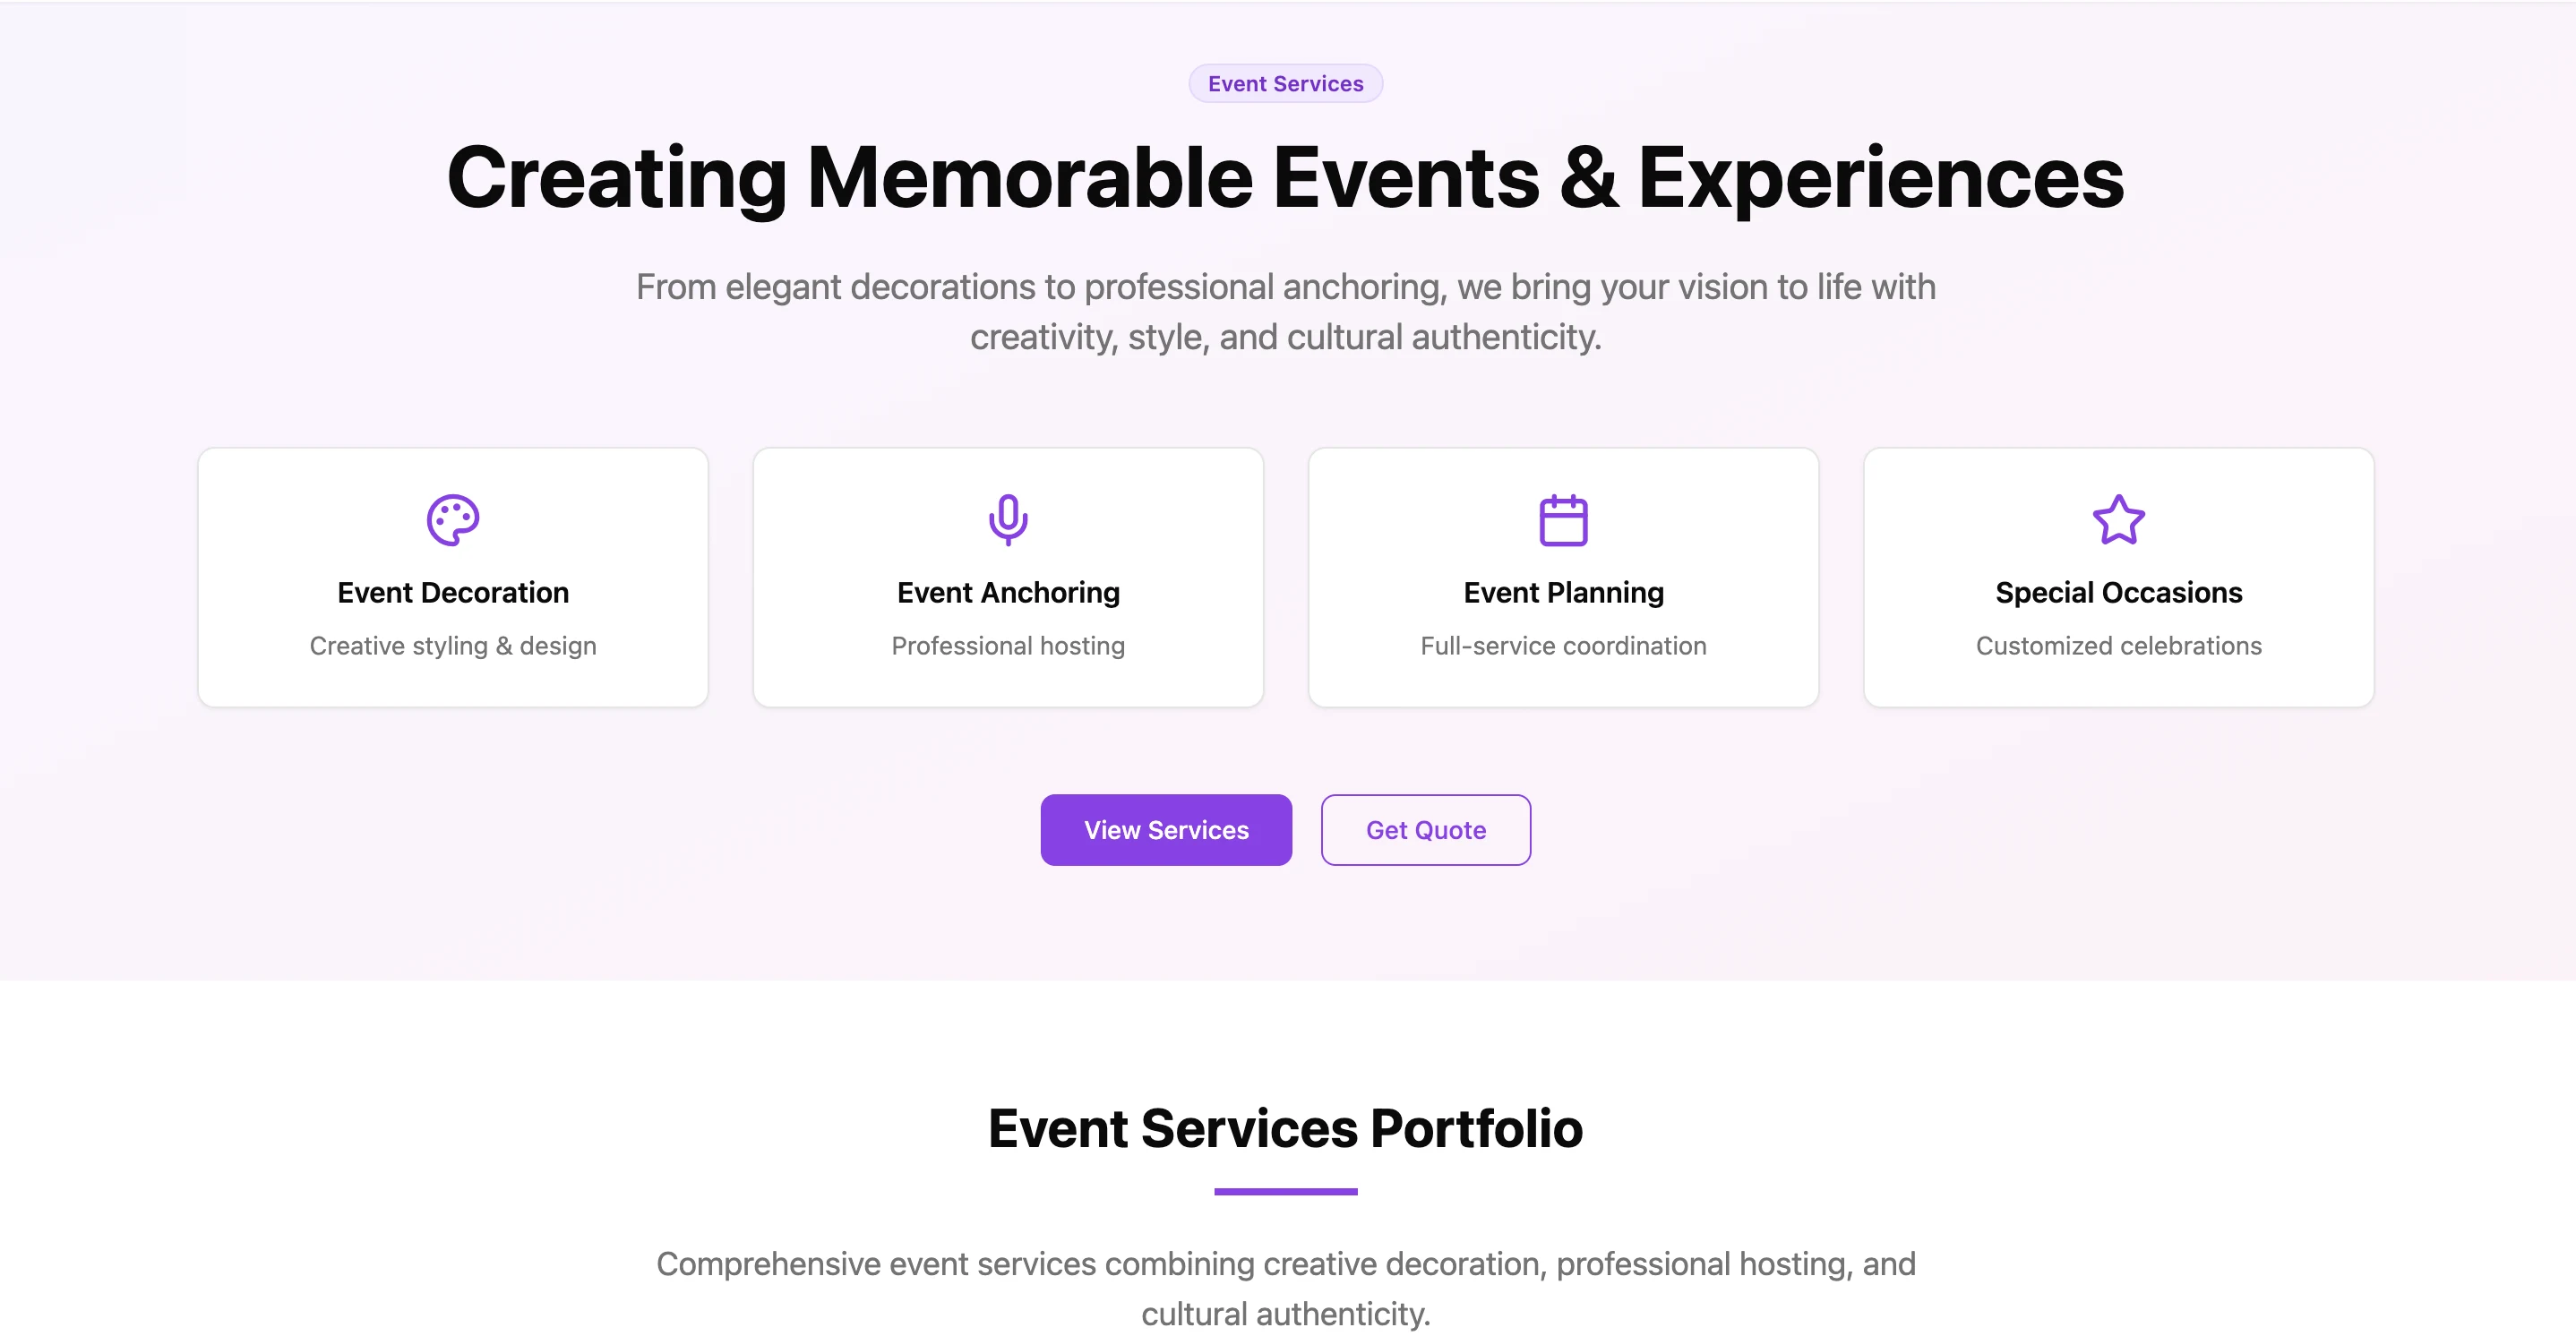 Event Services
Creating Memorable Events & Experiences
From elegant decorations to professional anchoring, we bring your vision to life with
creativity, style, and cultural authenticity.
Event Decoration
Creative styling & design
Event Anchoring
Professional hosting
Event Planning
Full-service coordination
Special Occasions
Customized celebrations
View Services
Get Quote
Event Services Portfolio
Comprehensive event services combining creative decoration, professional hosting, and
cultural authenticity.